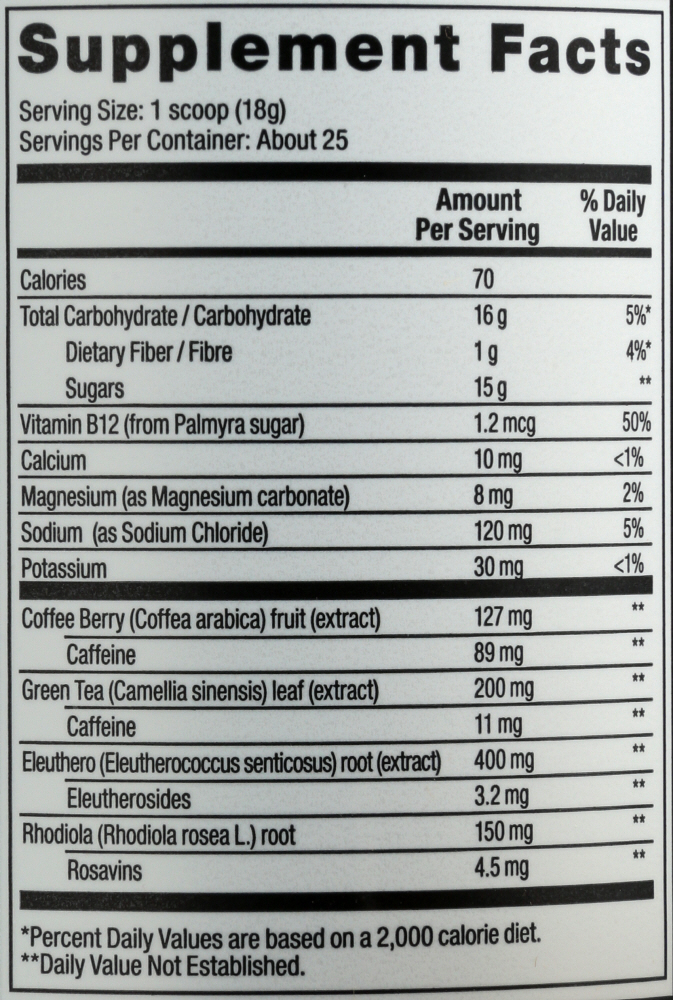 Supplement Facts
Serving Size: 1 scoop (18g)
Servings Per Container: About 25
Amount Per Serving % Daily Value
Calories 70
Total Carbohydrate / Carbohydrate 16 g 5%*
Dietary Fiber / Fibre 1 g 4%*
Sugars 15 g **
Vitamin B12 (from Palmyra sugar) 1.2 mcg 50%
Calcium 10 mg <1%
Magnesium (as Magnesium carbonate) 8 mg 2%
Sodium (as Sodium Chloride) 120 mg 5%
Potassium 30 mg <1%
Coffee Berry (Coffea arabica) fruit (extract) 127 mg **
Caffeine 89 mg **
Green Tea (Camellia sinensis) leaf (extract) 200 mg **
Caffeine 11 mg **
Eleuthero (Eleutherococcus senticosus) root (extract) 400 mg **
Eleutherosides 3.2 mg **
Rhodiola (Rhodiola rosea L.) root 150 mg **
Rosavins 4.5 mg **
*Percent Daily Values are based on a 2,000 calorie diet.
**Daily Value Not Established.